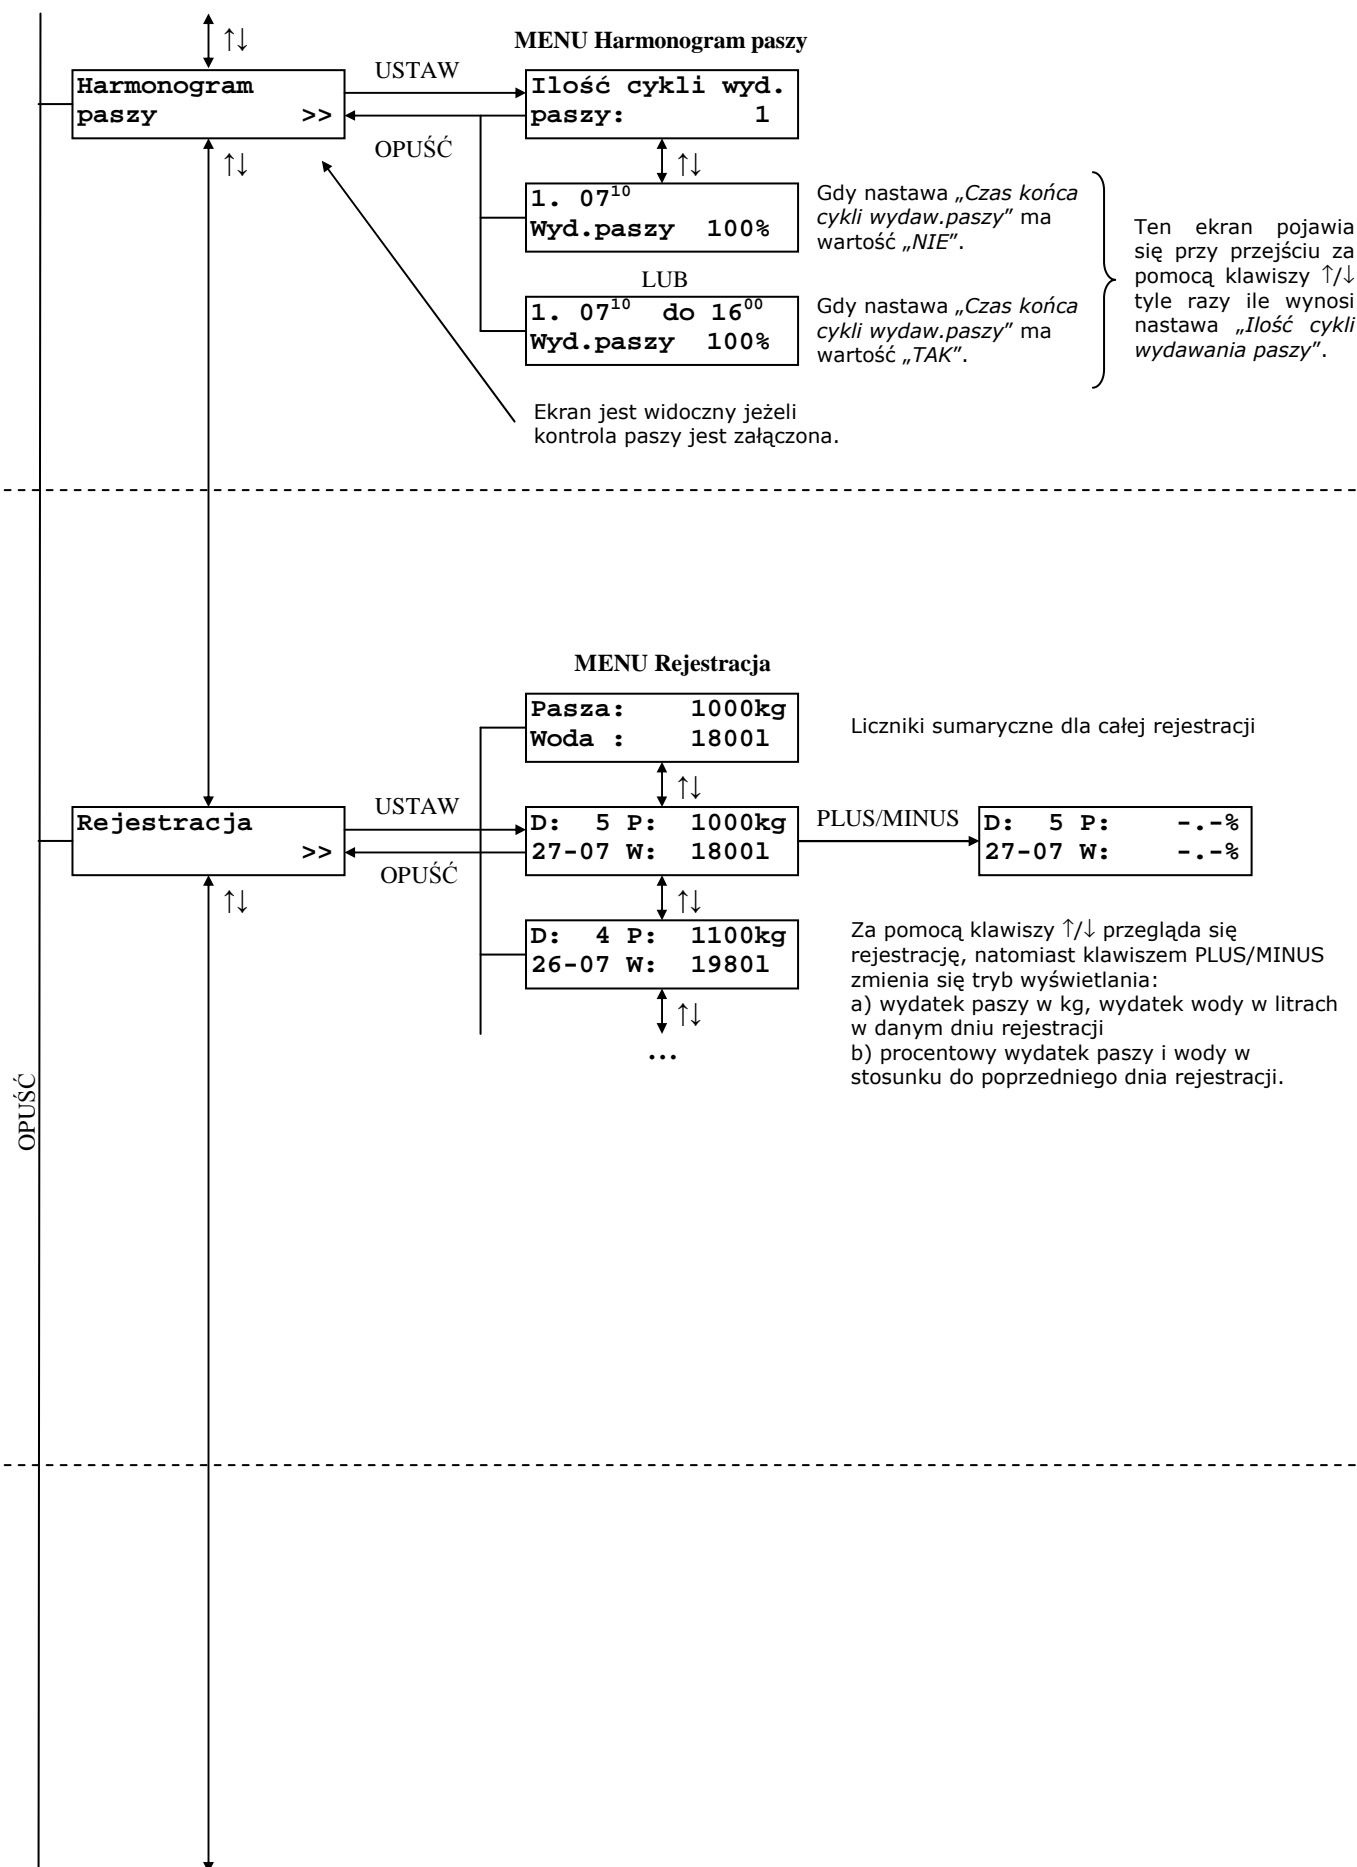 ↑↓
MENU Harmonogram paszy
Harmonogram
paszy >>
USTAW
OPUŚĆ
Ilość cykli wyd.
paszy: 1
↑↓
↑↓
1. 07¹⁰
Wyd.paszy 100%
Gdy nastawa „Czas końca
cykli wydaw.paszy” ma
wartość „NIE”.
LUB
1. 07¹⁰ do 16⁰⁰
Wyd.paszy 100%
Gdy nastawa „Czas końca
cykli wydaw.paszy” ma
wartość „TAK”.
Ten ekran pojawia
się przy przejściu za
pomocą klawiszy ↑/↓
tyle razy ile wynosi
nastawa „Ilość cykli
wydawania paszy”.
Ekran jest widoczny jeżeli
kontrola paszy jest załączona.
MENU Rejestracja
Pasza: 1000kg
Woda : 1800l
Liczniki sumaryczne dla całej rejestracji
↑↓
Rejestracja
>>
USTAW
OPUŚĆ
D: 5 P: 1000kg
27-07 W: 1800l
PLUS/MINUS
D: 5 P: -.-%
27-07 W: -.-%
↑↓
↑↓
D: 4 P: 1100kg
26-07 W: 1980l
↑↓
...
Za pomocą klawiszy ↑/↓ przegląda się
rejestrację, natomiast klawiszem PLUS/MINUS
zmienia się tryb wyświetlania:
a) wydatek paszy w kg, wydatek wody w litrach
w danym dniu rejestracji
b) procentowy wydatek paszy i wody w
stosunku do poprzedniego dnia rejestracji.
OPUŚĆ